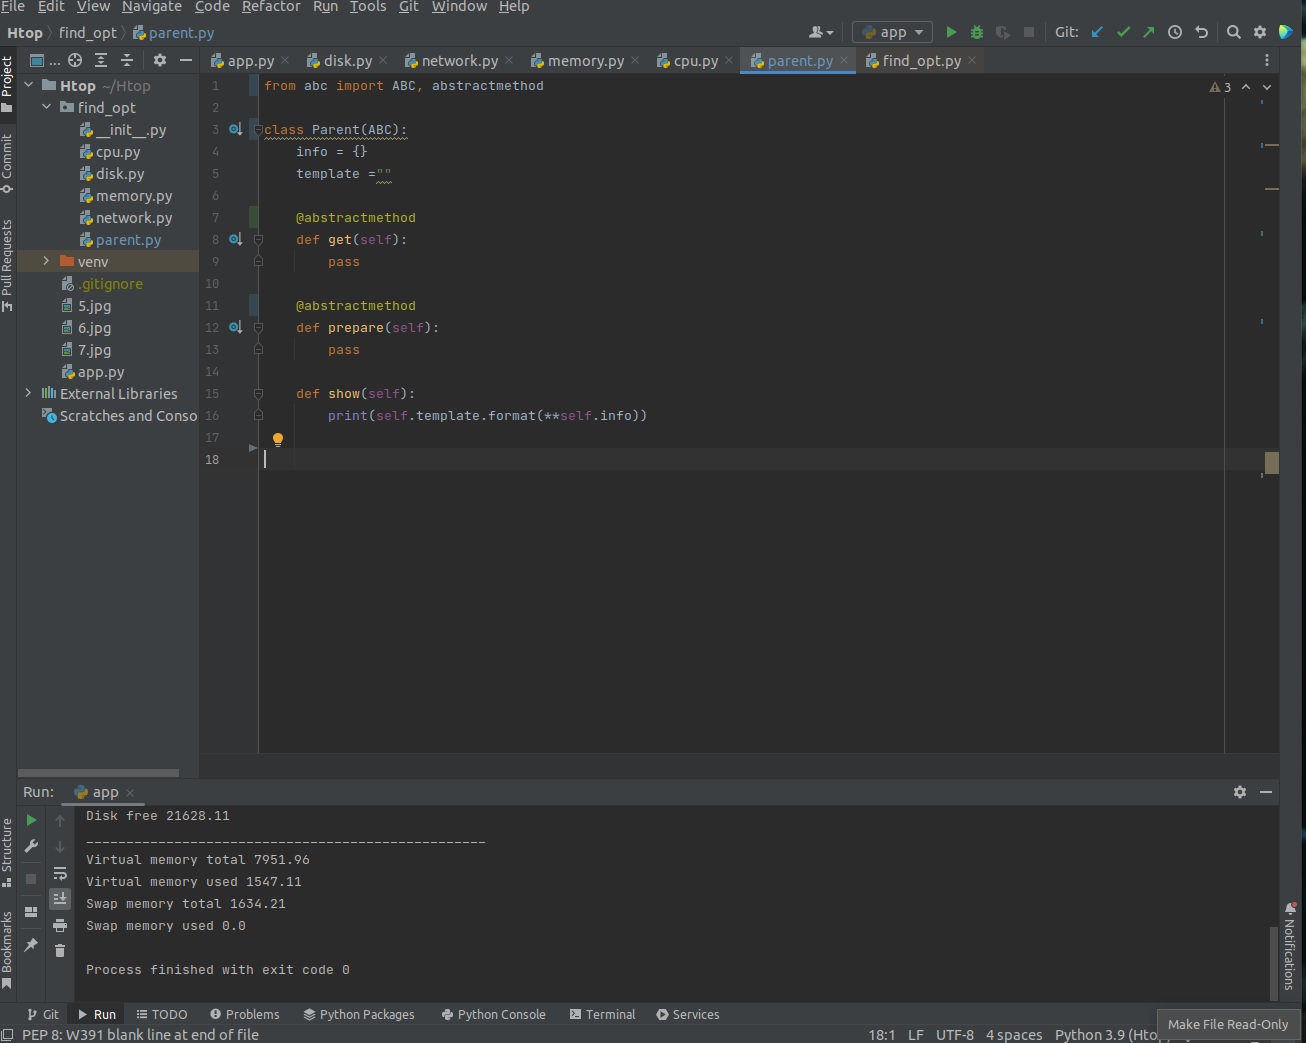 File Edit View Navigate Code Refactor Run Tools Git Window Help
Htop find_opt parent.py app Git:
Project
...
app.py disk.py network.py memory.py cpu.py parent.py find_opt.py
Htop ~/Htop
find_opt
__init__.py
cpu.py
disk.py
memory.py
network.py
parent.py
venv
.gitignore
5.jpg
6.jpg
7.jpg
app.py
External Libraries
Scratches and Conso
Commit
Pull Requests
3
1 from abc import ABC, abstractmethod
2
3 class Parent(ABC):
4 info = {}
5 template =""
6
7 @abstractmethod
8 def get(self):
9 pass
10
11 @abstractmethod
12 def prepare(self):
13 pass
14
15 def show(self):
16 print(self.template.format(**self.info))
17
18
Run: app
Structure
Bookmarks
Disk free 21628.11
__________________________________________________
Virtual memory total 7951.96
Virtual memory used 1547.11
Swap memory total 1634.21
Swap memory used 0.0
Process finished with exit code 0
Notifications
Git Run TODO Problems Python Packages Python Console Terminal Services
PEP 8: W391 blank line at end of file 18:1 LF UTF-8 4 spaces Python 3.9 (Htop
Make File Read-Only